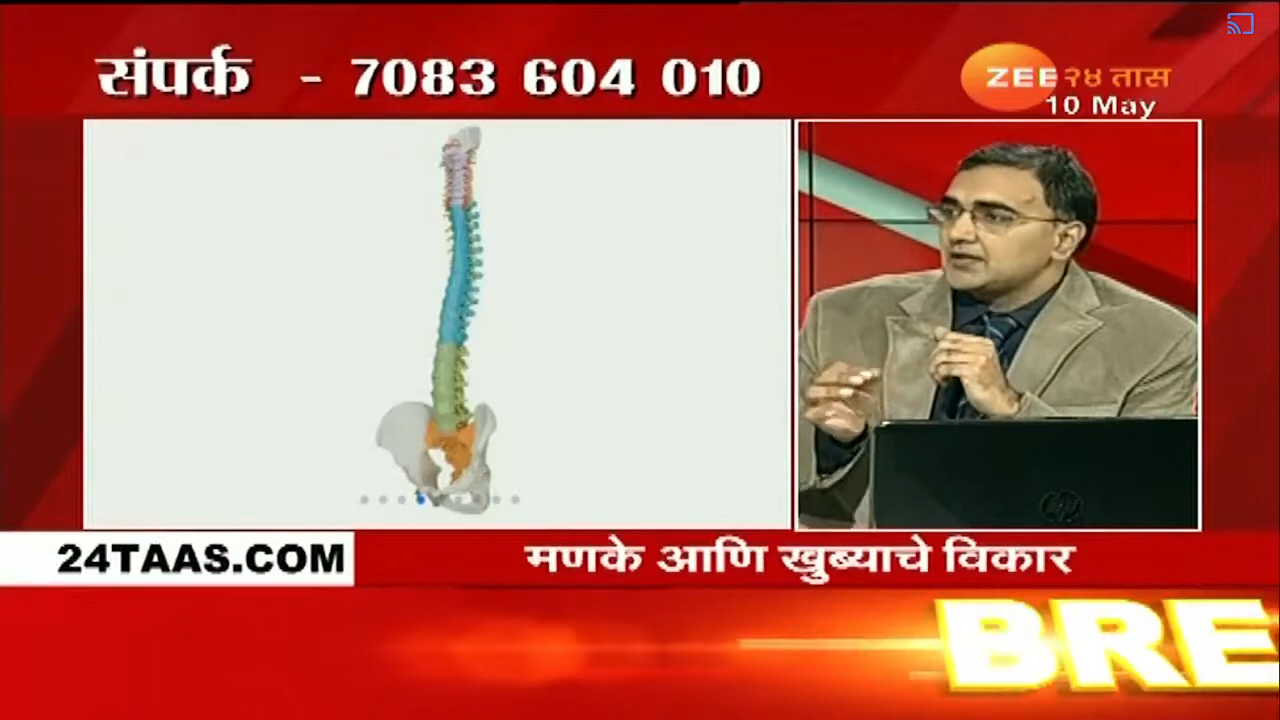 संपर्क - 7083 604 010
ZEE २४ तास
10 May
24TAAS.COM
मणके आणि खुब्याचे विकार
BRE